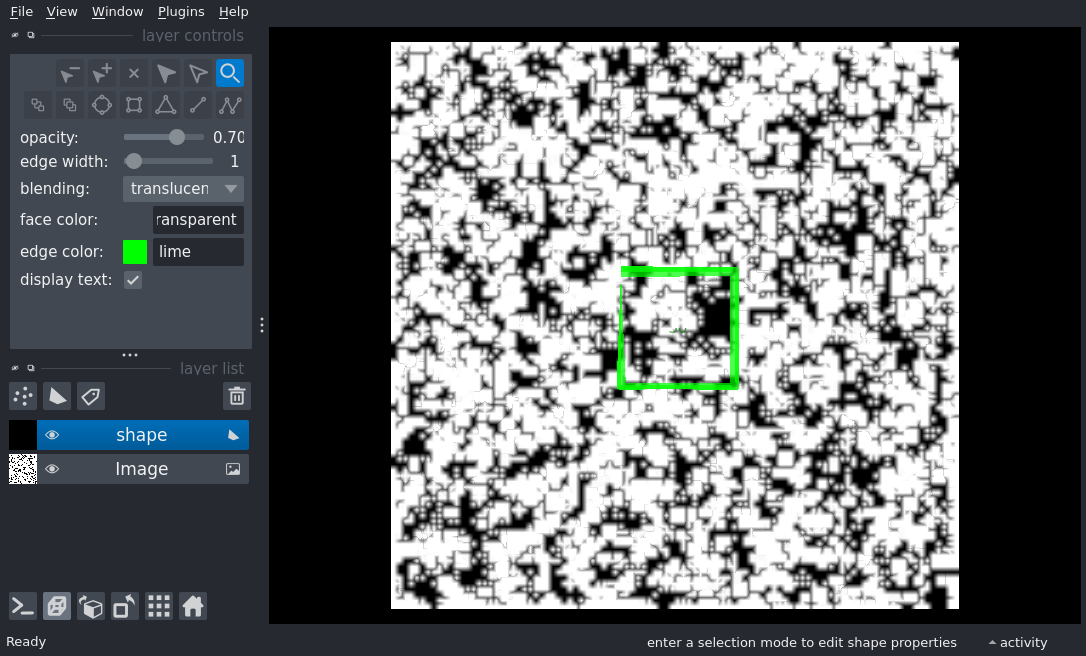 File View Window Plugins Help
layer controls
opacity: 0.70
edge width: 1
blending: translucen
face color: ransparent
edge color: lime
display text:
layer list
shape
Image
Ready enter a selection mode to edit shape properties activity